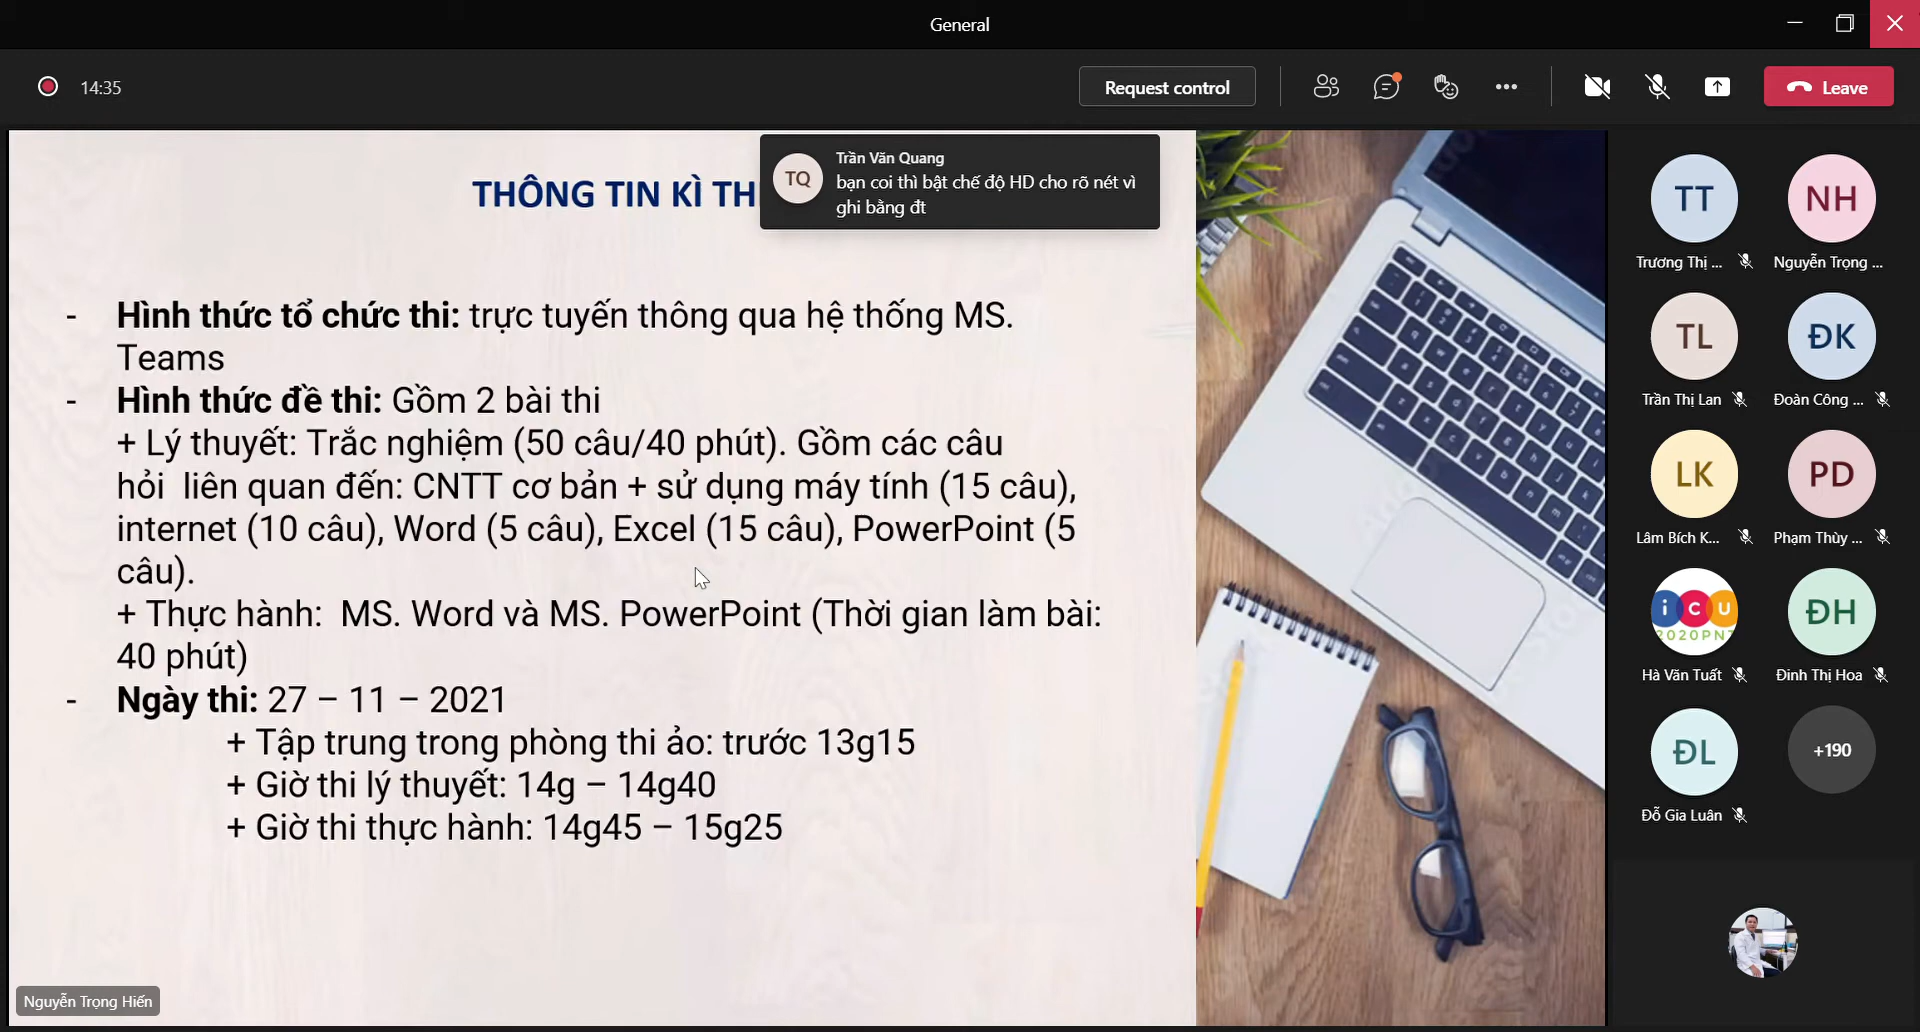 General
14:35
Request control
Leave
THÔNG TIN KÌ TH
TQ
Trần Văn Quang
bạn coi thì bật chế độ HD cho rõ nét vì
ghi bằng đt
- Hình thức tổ chức thi: trực tuyến thông qua hệ thống MS.
Teams
- Hình thức đề thi: Gồm 2 bài thi
+ Lý thuyết: Trắc nghiệm (50 câu/40 phút). Gồm các câu
hỏi liên quan đến: CNTT cơ bản + sử dụng máy tính (15 câu),
internet (10 câu), Word (5 câu), Excel (15 câu), PowerPoint (5
câu).
+ Thực hành: MS. Word và MS. PowerPoint (Thời gian làm bài:
40 phút)
- Ngày thi: 27 – 11 – 2021
+ Tập trung trong phòng thi ảo: trước 13g15
+ Giờ thi lý thuyết: 14g – 14g40
+ Giờ thi thực hành: 14g45 – 15g25
Nguyễn Trọng Hiến
TT
NH
Trương Thị ...
Nguyễn Trọng ...
TL
ĐK
Trần Thị Lan
Đoàn Công ...
LK
PD
Lâm Bích K...
Phạm Thùy ...
icu
2020PNT
ĐH
Hà Văn Tuất
Đinh Thị Hoa
ĐL
+190
Đỗ Gia Luân